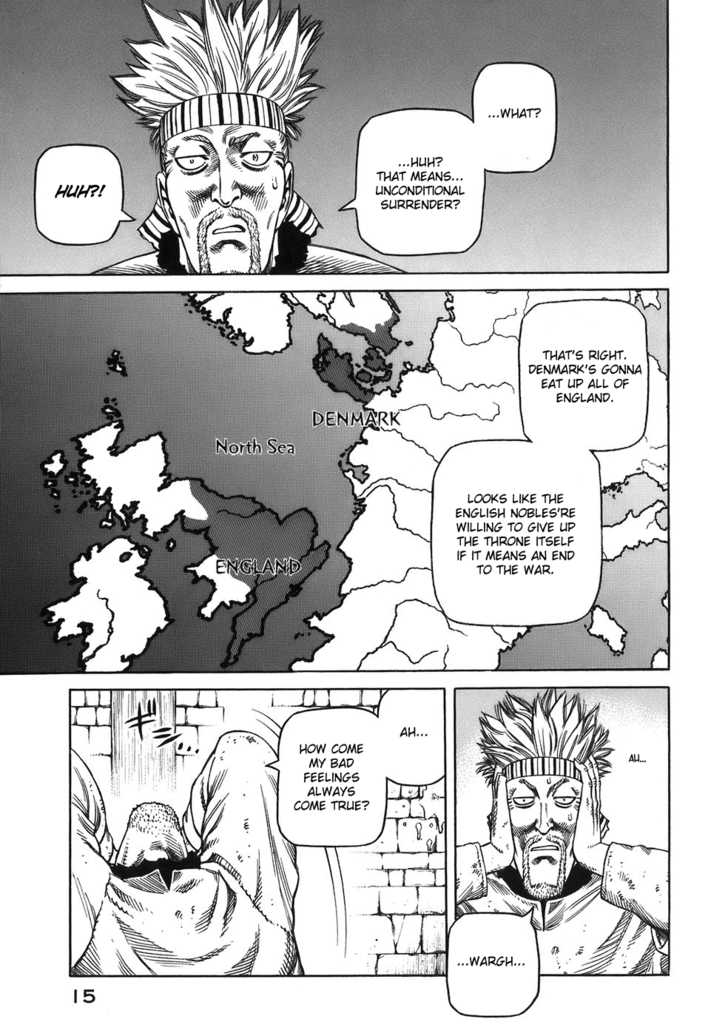 ...WHAT?
...HUH?
THAT MEANS...
UNCONDITIONAL
SURRENDER?
HUH?!
THAT'S RIGHT.
DENMARK'S GONNA
EAT UP ALL OF
ENGLAND.
LOOKS LIKE THE
ENGLISH NOBLES'RE
WILLING TO GIVE UP
THE THRONE ITSELF
IF IT MEANS AN END
TO THE WAR.
DENMARK
North Sea
ENGLAND
AH...
...WARGH...
AH...
HOW COME
MY BAD
FEELINGS
ALWAYS
COME TRUE?
ギシ…
15